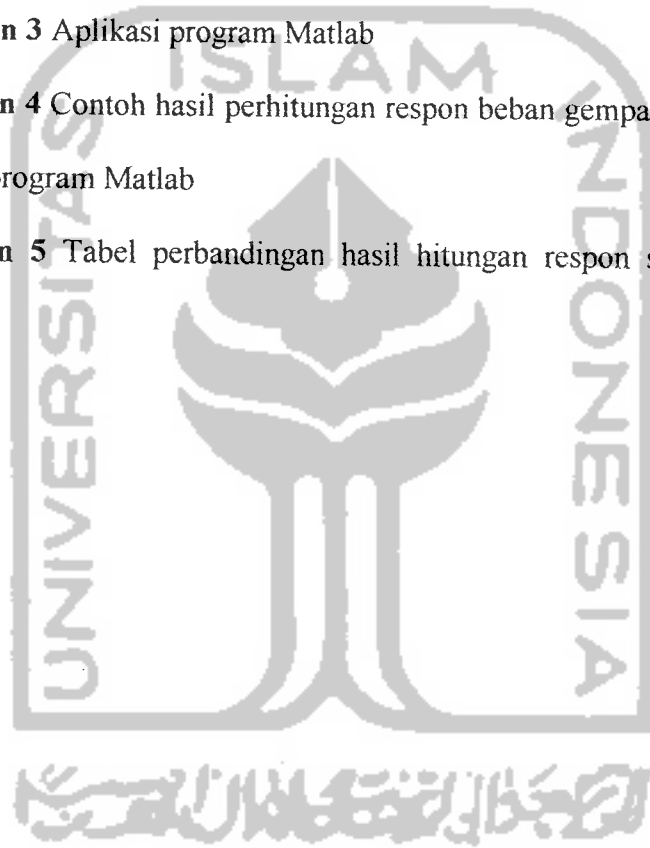 n 3 Aplikasi program Matlab
n 4 Contoh hasil perhitungan respon beban gempa
program Matlab
n 5 Tabel perbandingan hasil hitungan respon s
ISLAM
UNIVERSITAS
INDONESIA